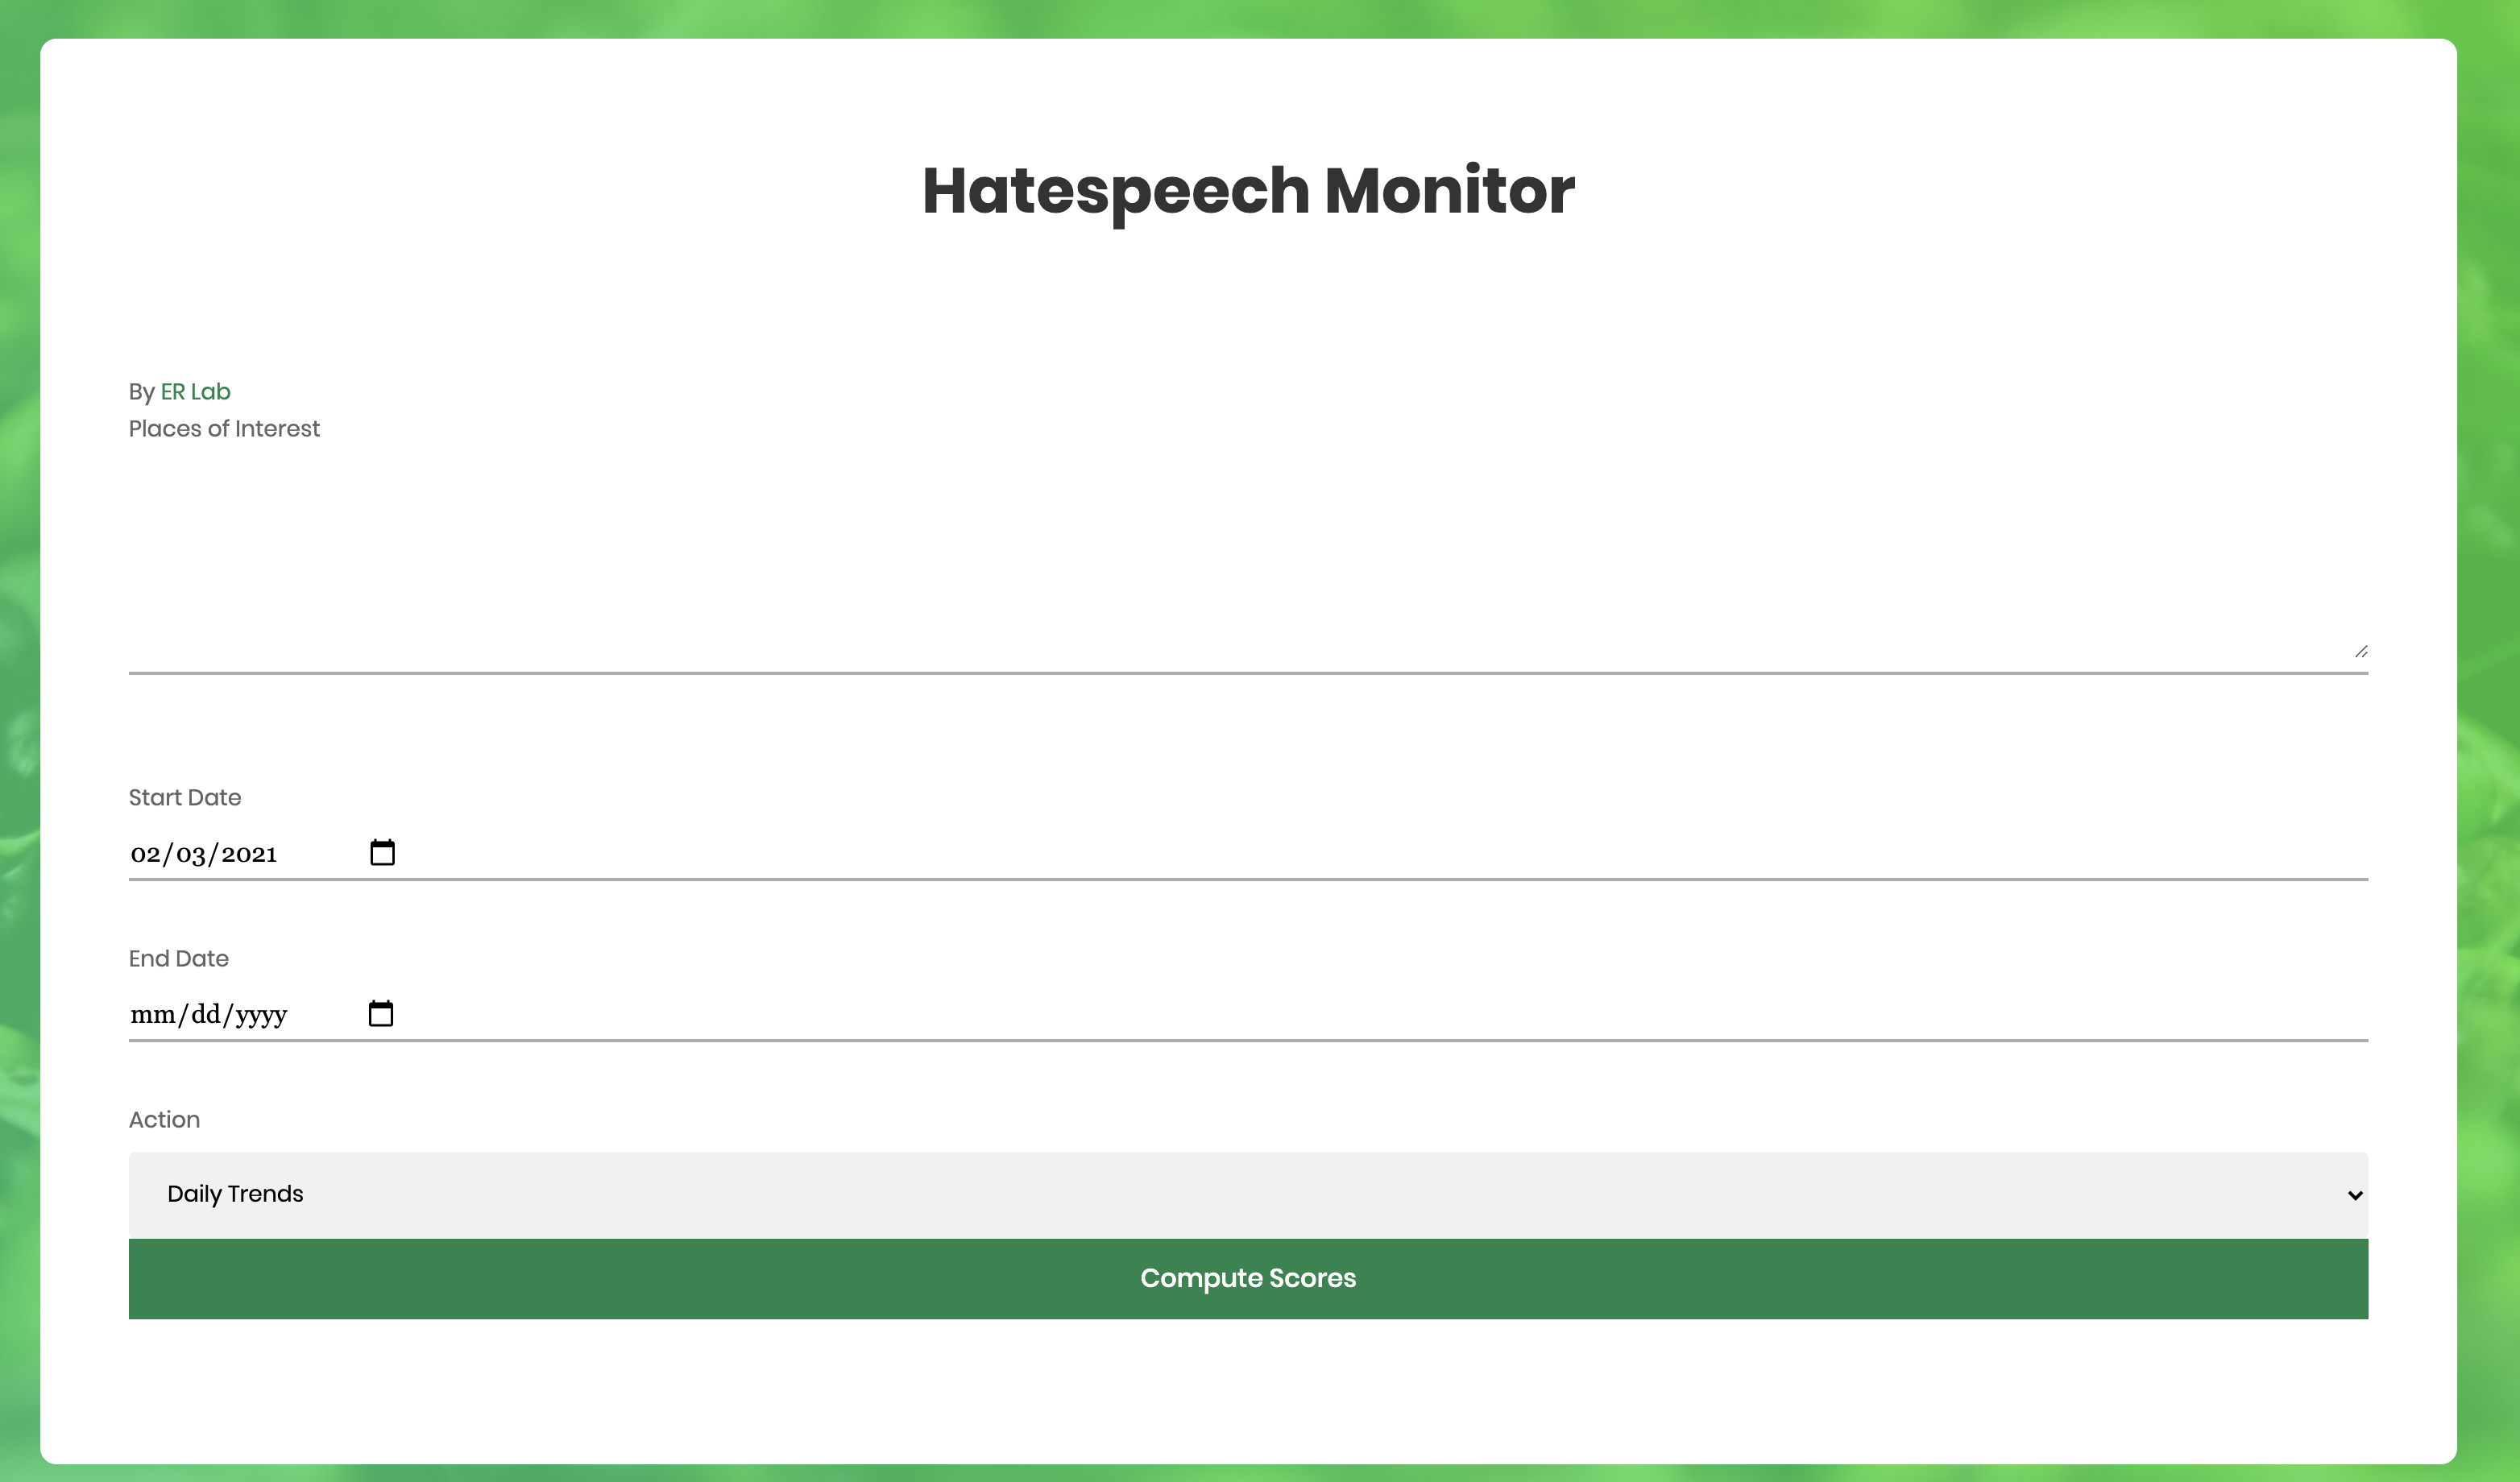 Hatespeech Monitor
By ER Lab
Places of Interest
Start Date
02/03/2021
End Date
mm/dd/yyyy
Action
Daily Trends
Compute Scores